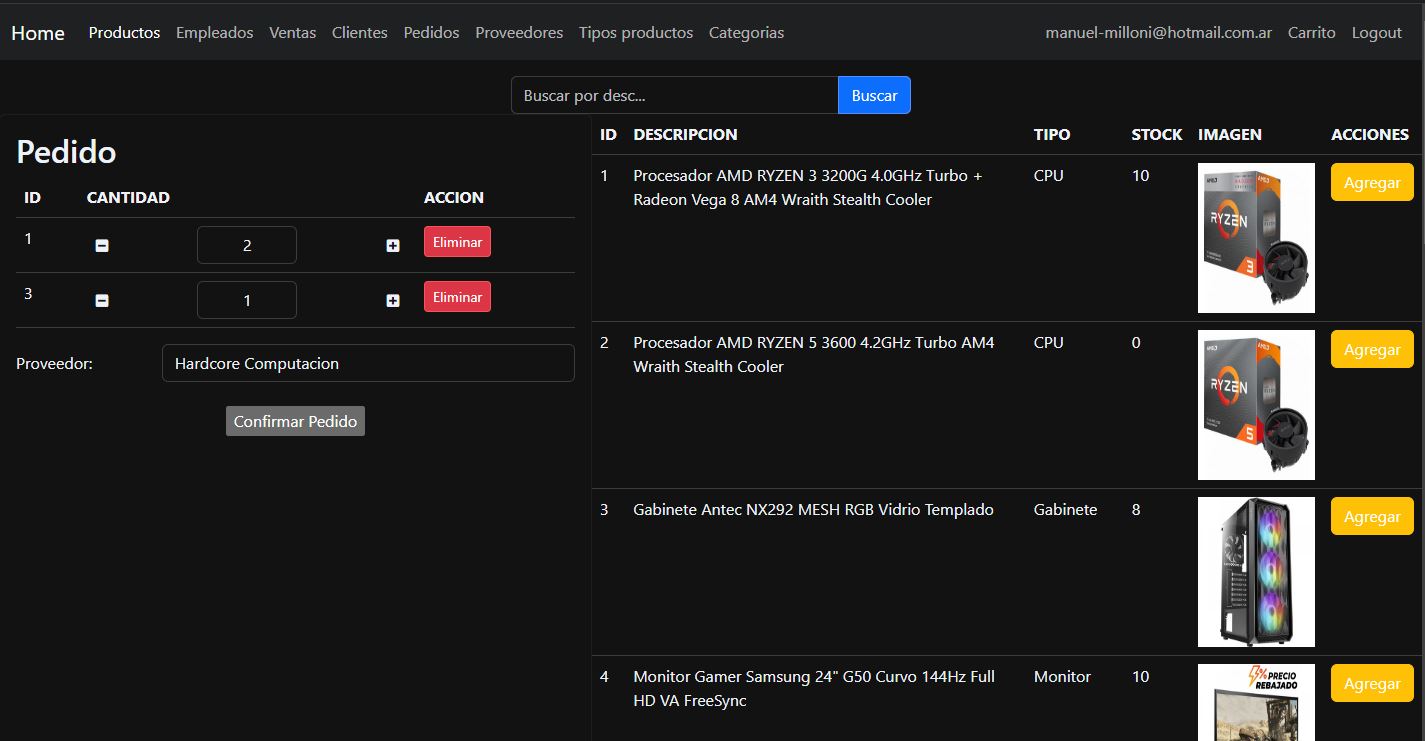 Home Productos Empleados Ventas Clientes Pedidos Proveedores Tipos productos Categorias manuel-milloni@hotmail.com.ar Carrito Logout
Buscar por desc... Buscar
Pedido
ID CANTIDAD ACCION
1 2 Eliminar
3 1 Eliminar
Proveedor: Hardcore Computacion
Confirmar Pedido
ID DESCRIPCION TIPO STOCK IMAGEN ACCIONES
1 Procesador AMD RYZEN 3 3200G 4.0GHz Turbo + CPU 10 Agregar
Radeon Vega 8 AM4 Wraith Stealth Cooler
AMD AMD
RYZEN
3
2 Procesador AMD RYZEN 5 3600 4.2GHz Turbo AM4 CPU 0 Agregar
Wraith Stealth Cooler
AMD AMD
RYZEN
5
3 Gabinete Antec NX292 MESH RGB Vidrio Templado Gabinete 8 Agregar
4 Monitor Gamer Samsung 24" G50 Curvo 144Hz Full Monitor 10 Agregar
HD VA FreeSync
% PRECIO
REBAJADO